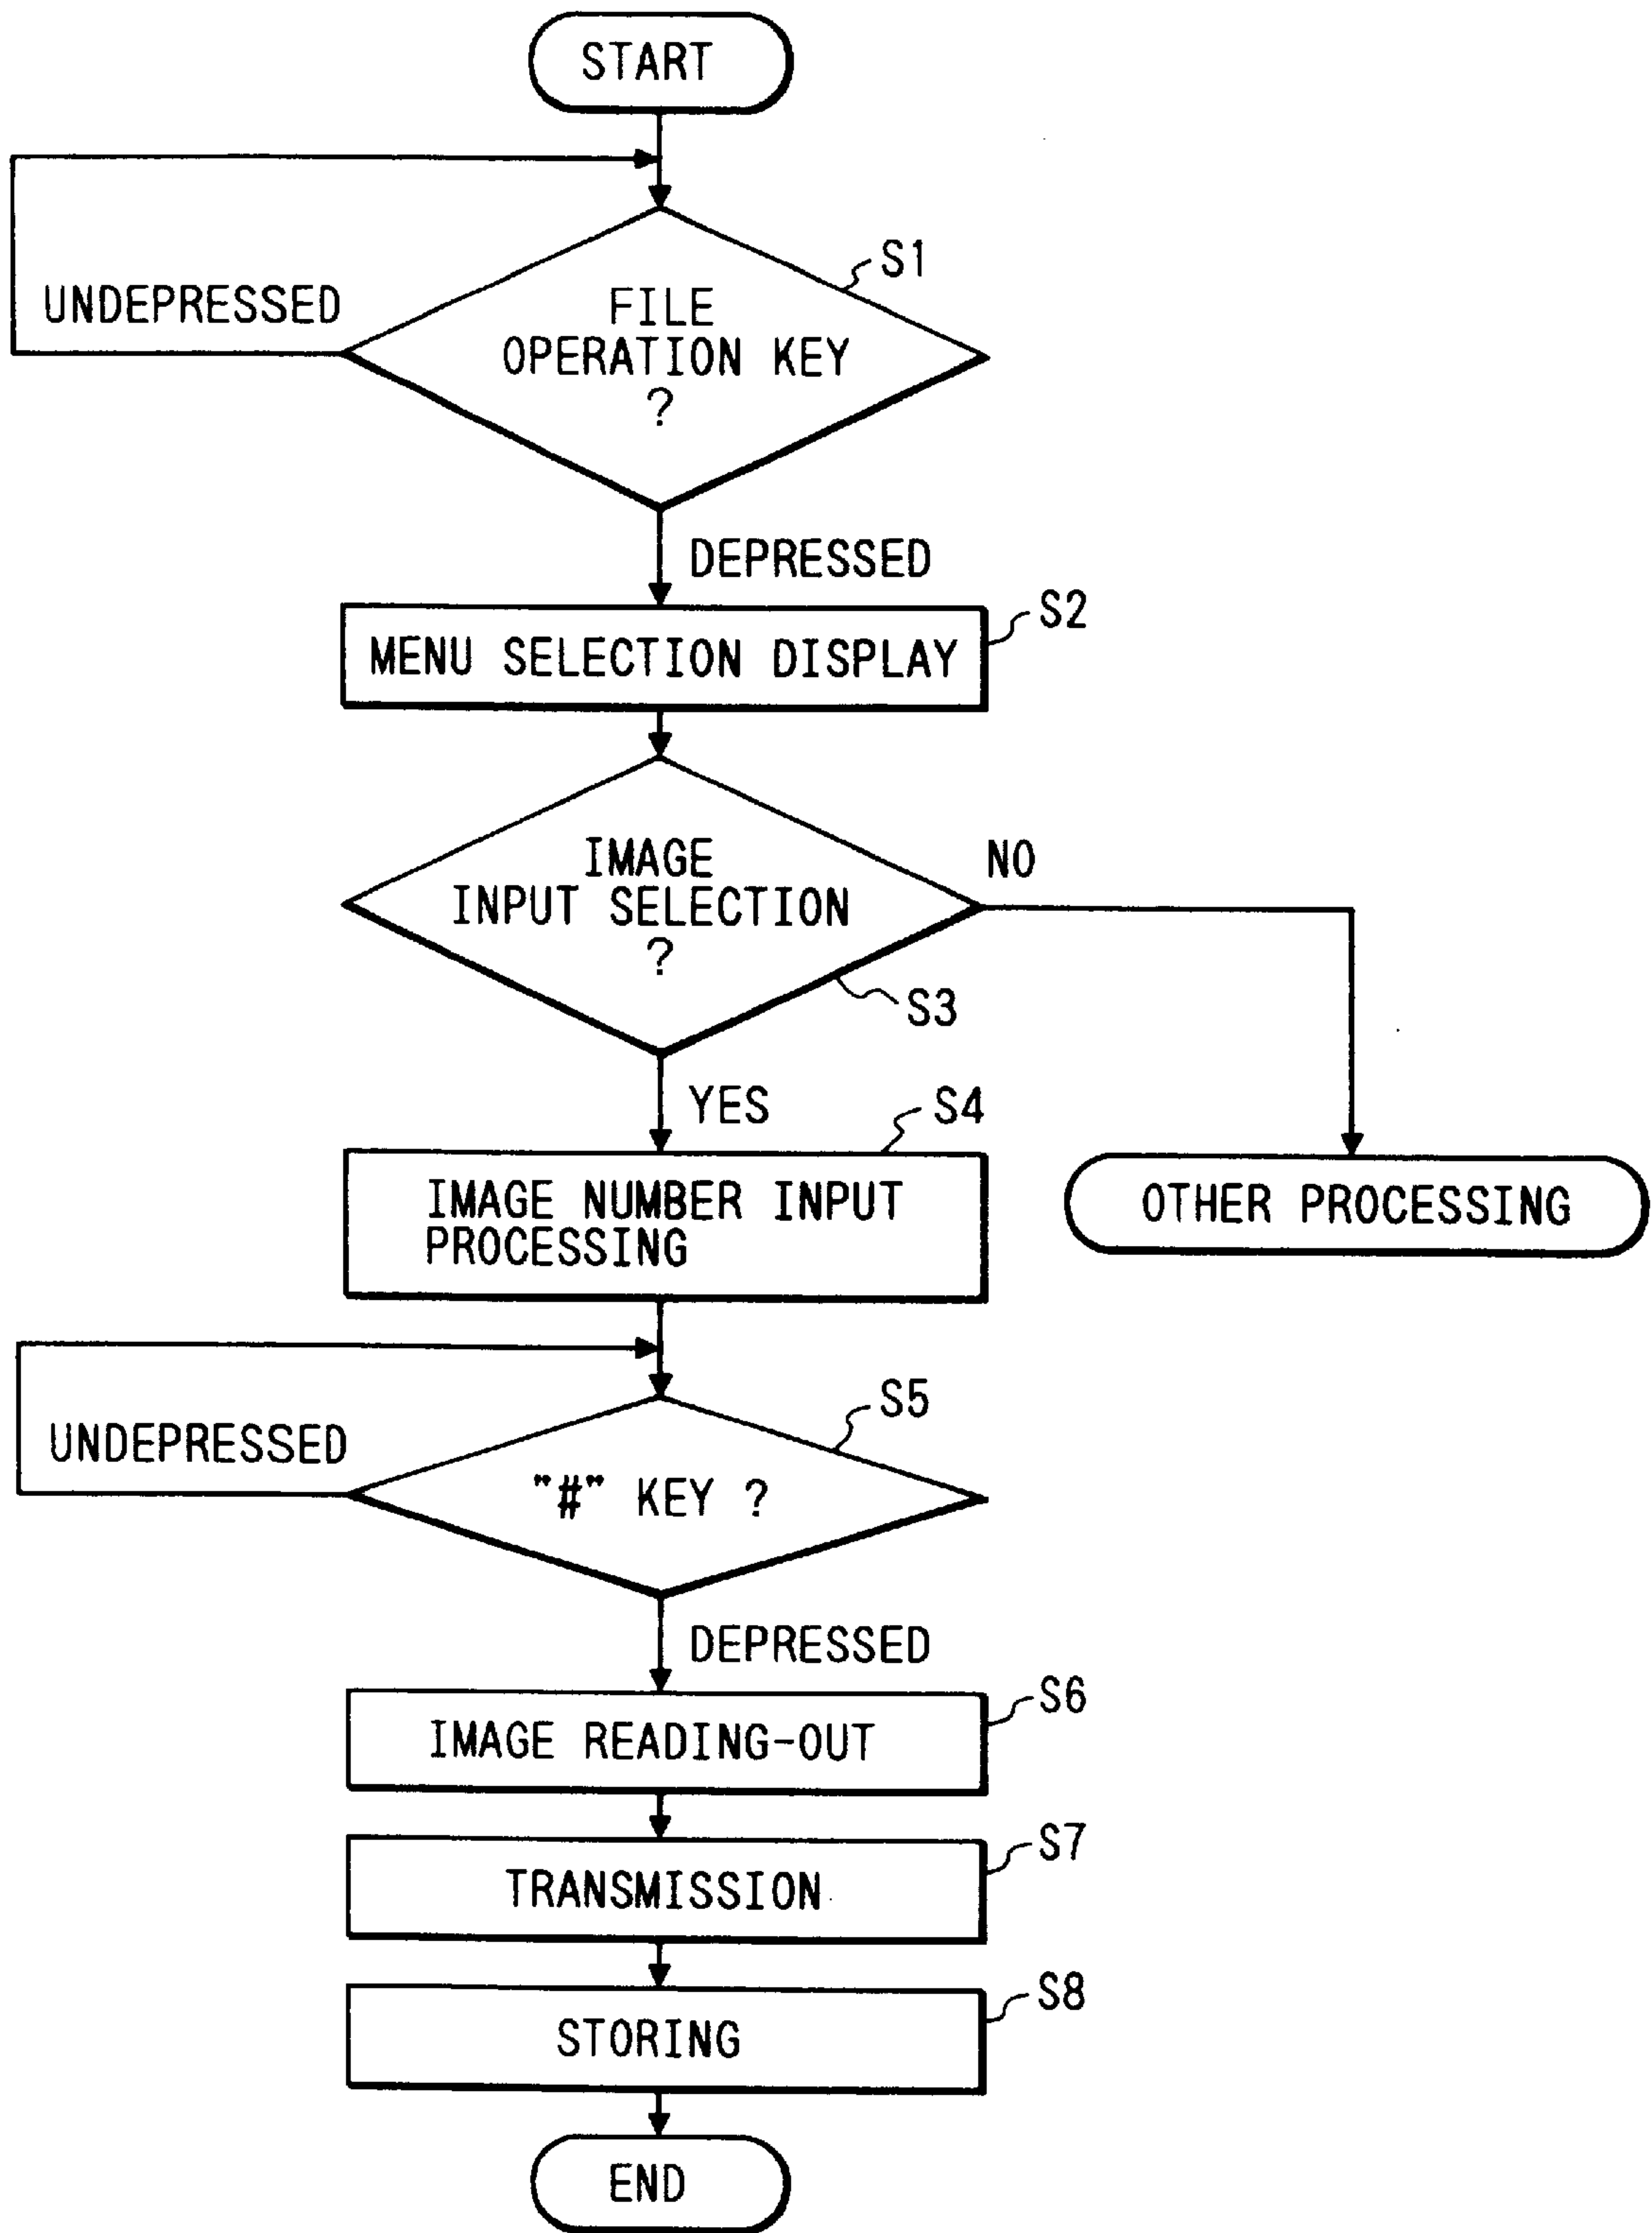 START
S1
UNDEPRESSED
FILE
OPERATION KEY
?
DEPRESSED
S2
MENU SELECTION DISPLAY
IMAGE
INPUT SELECTION
?
NO
S3
YES
S4
IMAGE NUMBER INPUT
PROCESSING
OTHER PROCESSING
S5
UNDEPRESSED
"#" KEY ?
DEPRESSED
S6
IMAGE READING-OUT
S7
TRANSMISSION
S8
STORING
END